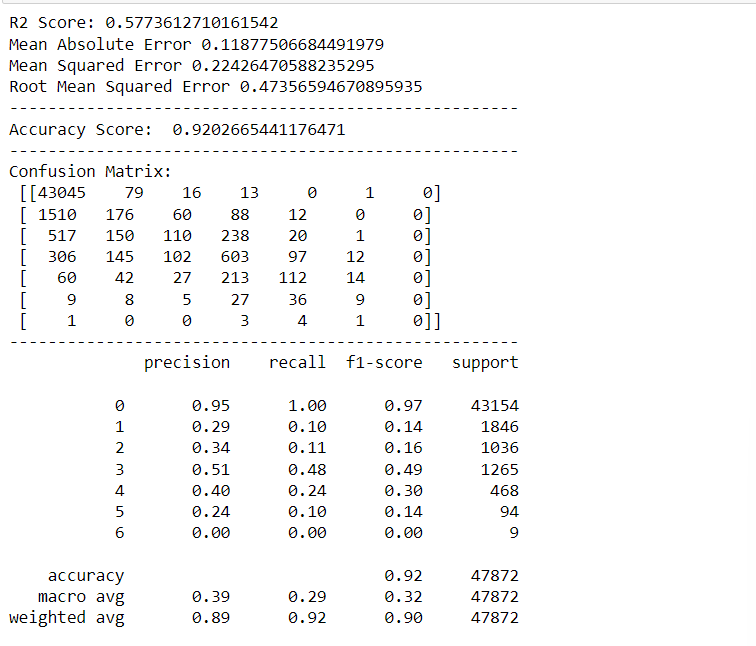 R2 Score: 0.5773612710161542
Mean Absolute Error 0.11877506684491979
Mean Squared Error 0.22426470588235295
Root Mean Squared Error 0.47356594670895935
-----------------------------------------------------
Accuracy Score:  0.9202665441176471
-----------------------------------------------------
Confusion Matrix:
 [[43045    79    16    13     0     1     0]
 [ 1510   176    60    88    12     0     0]
 [  517   150   110   238    20     1     0]
 [  306   145   102   603    97    12     0]
 [   60    42    27   213   112    14     0]
 [    9     8     5    27    36     9     0]
 [    1     0     0     3     4     1     0]]
-----------------------------------------------------
              precision    recall  f1-score   support
           0       0.95      1.00      0.97     43154
           1       0.29      0.10      0.14      1846
           2       0.34      0.11      0.16      1036
           3       0.51      0.48      0.49      1265
           4       0.40      0.24      0.30       468
           5       0.24      0.10      0.14        94
           6       0.00      0.00      0.00         9
    accuracy                           0.92     47872
   macro avg       0.39      0.29      0.32     47872
weighted avg       0.89      0.92      0.90     47872